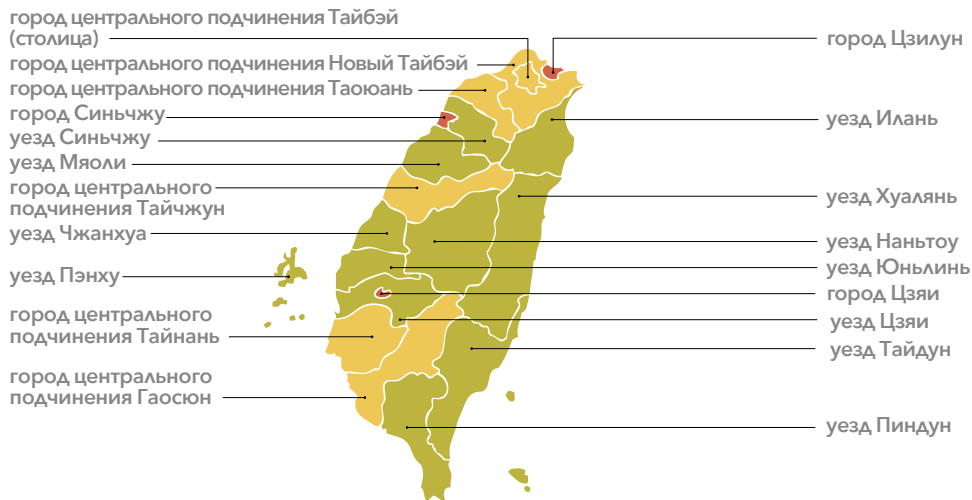 город центрального подчинения Тайбэй
(столица)
город центрального подчинения Новый Тайбэй
город центрального подчинения Таоюань
город Синьчжу
уезд Синьчжу
уезд Мяоли
город центрального
подчинения Тайчжун
уезд Чжанхуа
уезд Пэнху
город центрального
подчинения Тайнань
город центрального
подчинения Гаосюн
город Цзилун
уезд Илань
уезд Хуалянь
уезд Наньтоу
уезд Юньлинь
город Цзяи
уезд Цзяи
уезд Тайдун
уезд Пиндун